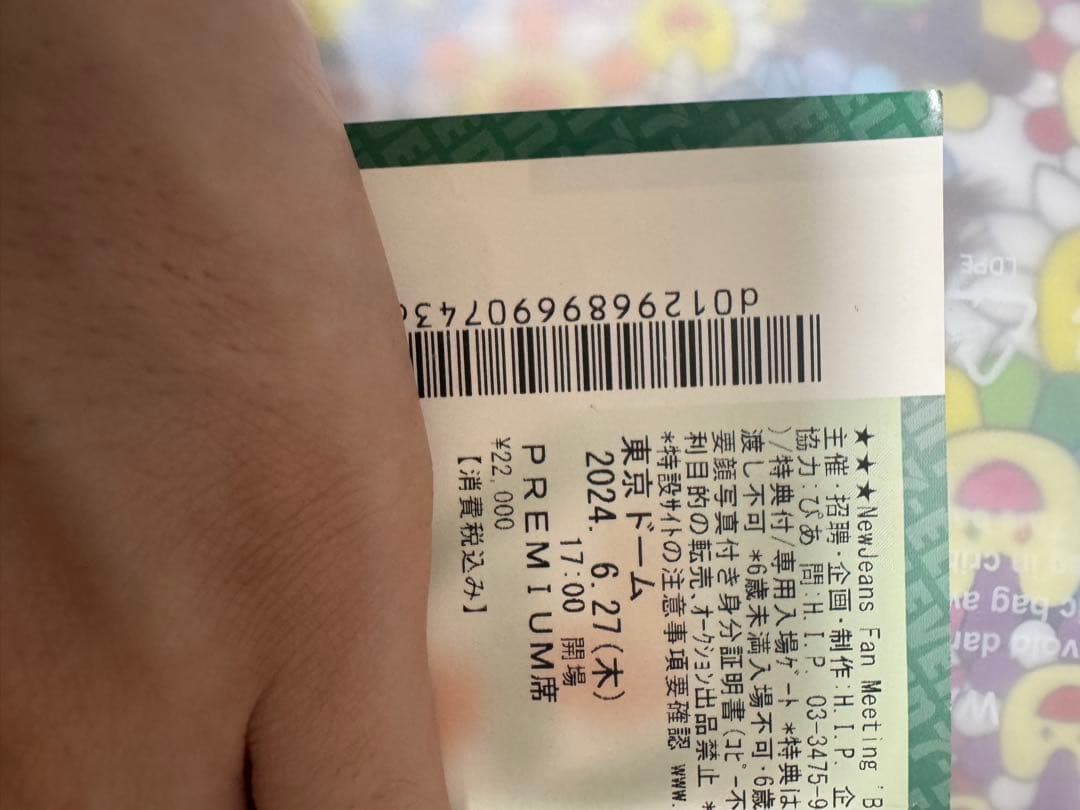 ★★★NewJeans Fan Meeting 'B
主催・招聘・企画・制作:H.I.P. 企
協力:ぴあ 問:H.I.P. 03-3475-9
)/特典付/専用入場ｹﾞｰﾄ *特典は
渡し不可 *6歳未満入場不可・6歳
要顔写真付き身分証明書(ｺﾋﾟｰ不
利目的の転売､ｵｰｸｼｮﾝ出品禁止 *
*特設ｻｲﾄの注意事項要確認 www.
東京ドーム
2024. 6.27(木)
17:00 開場
PREMIUM席
¥22,000
【消費税込み】
d0129689690743
LDPE